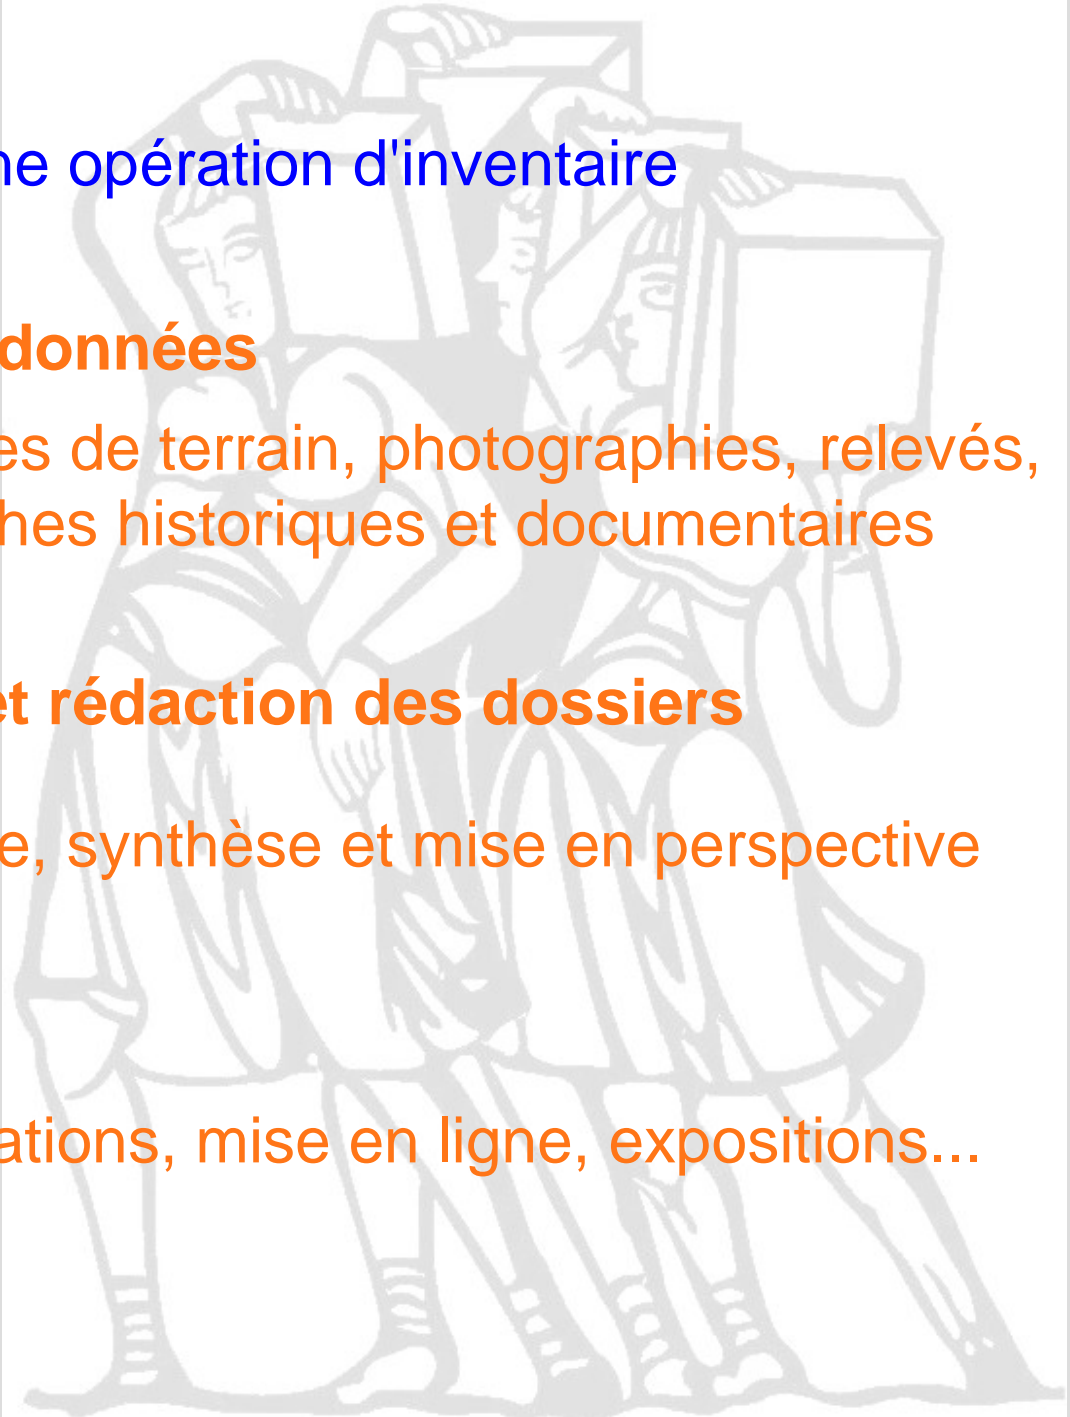 ne opération d'inventaire
données
es de terrain, photographies, relevés,
hes historiques et documentaires
et rédaction des dossiers
e, synthèse et mise en perspective
ations, mise en ligne, expositions...